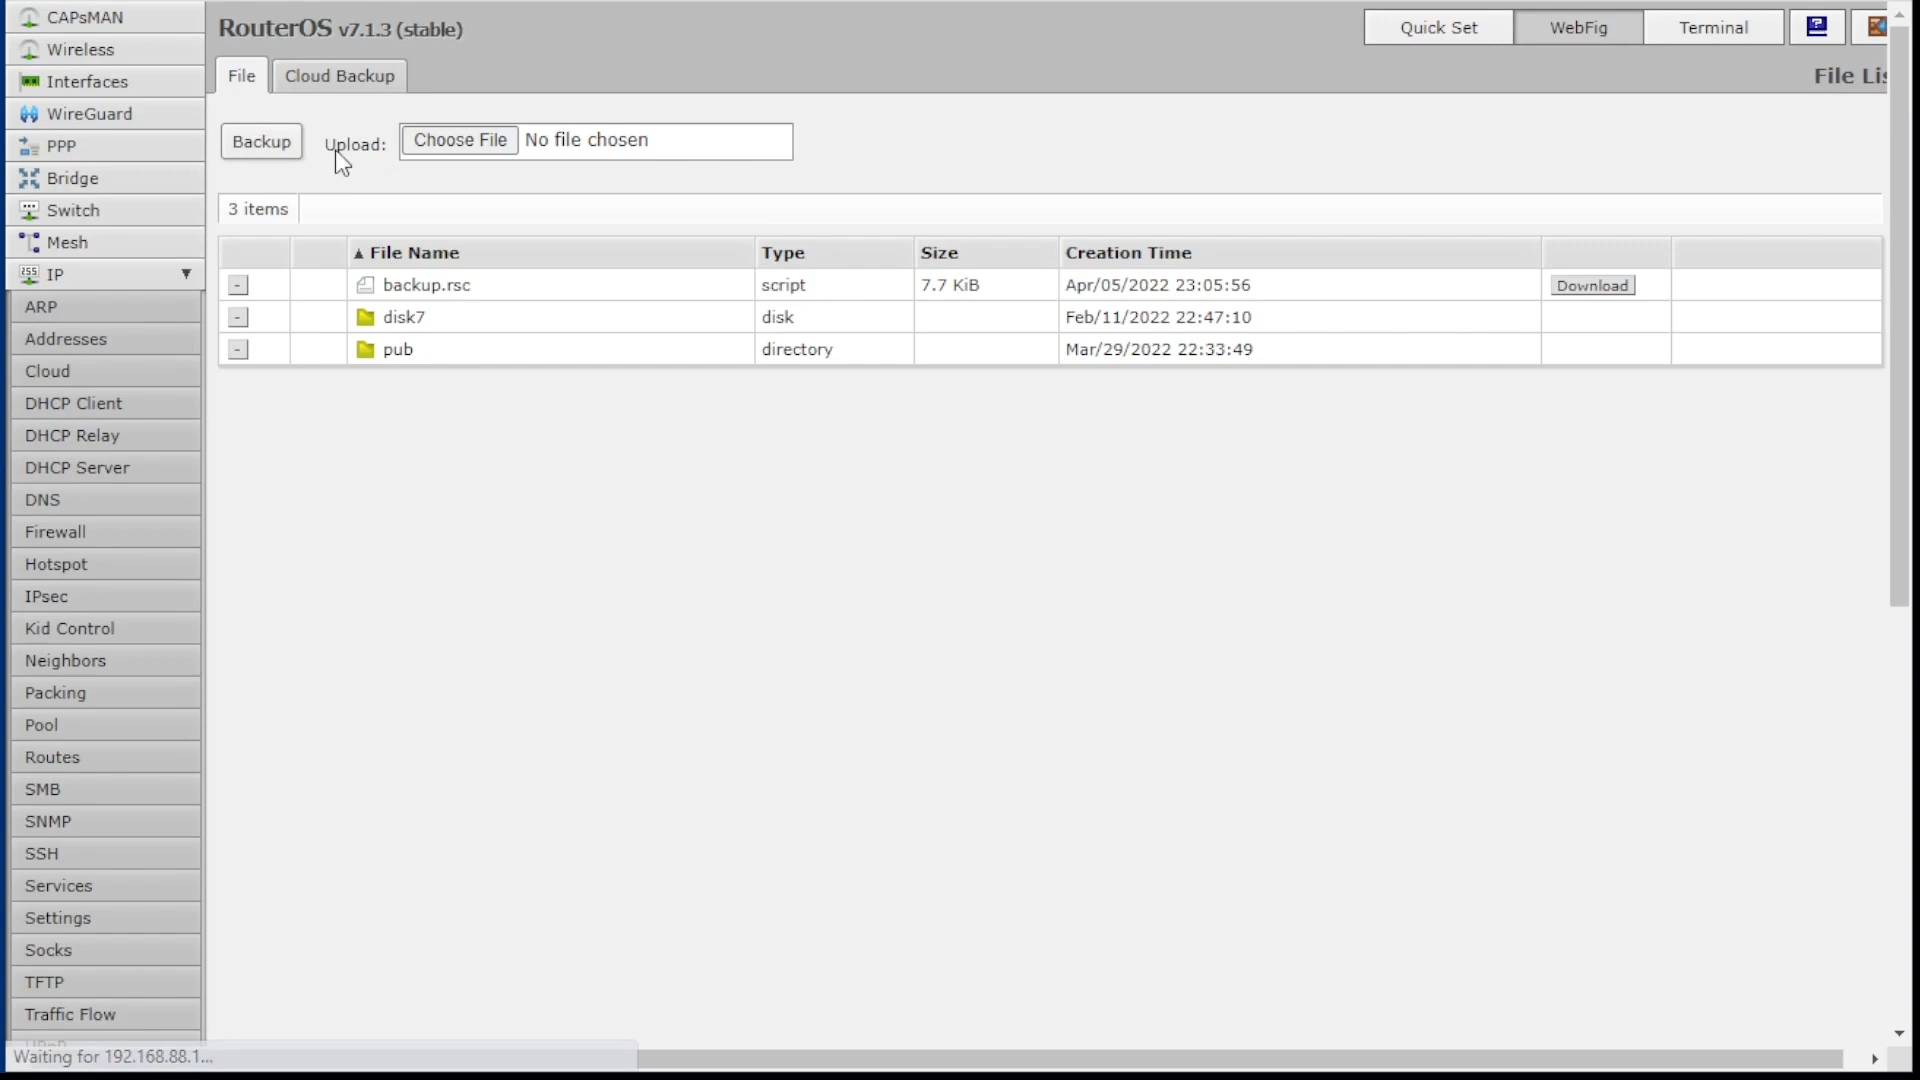 CAPsMAN
Wireless
Interfaces
WireGuard
PPP
Bridge
Switch
Mesh
IP
ARP
Addresses
Cloud
DHCP Client
DHCP Relay
DHCP Server
DNS
Firewall
Hotspot
IPsec
Kid Control
Neighbors
Packing
Pool
Routes
SMB
SNMP
SSH
Services
Settings
Socks
TFTP
Traffic Flow
Waiting for 192.168.88.1...
RouterOS v7.1.3 (stable)
Quick Set WebFig Terminal
File Cloud Backup
File Lis
Backup Upload: Choose File No file chosen
3 items
▲ File Name Type Size Creation Time
- backup.rsc script 7.7 KiB Apr/05/2022 23:05:56 Download
- disk7 disk Feb/11/2022 22:47:10
- pub directory Mar/29/2022 22:33:49